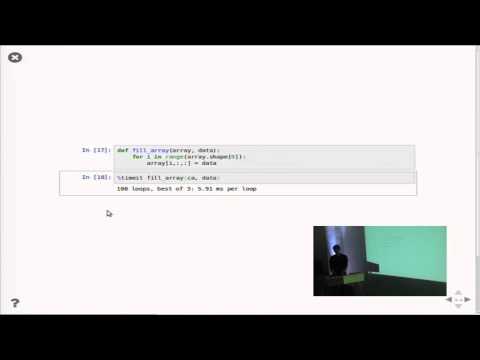 In [17]: def fill_array(array, data):
for i in range(array.shape[0]):
array[i,:,:] = data
In [18]: %timeit fill_array(ca, data)
100 loops, best of 3: 5.91 ms per loop
?